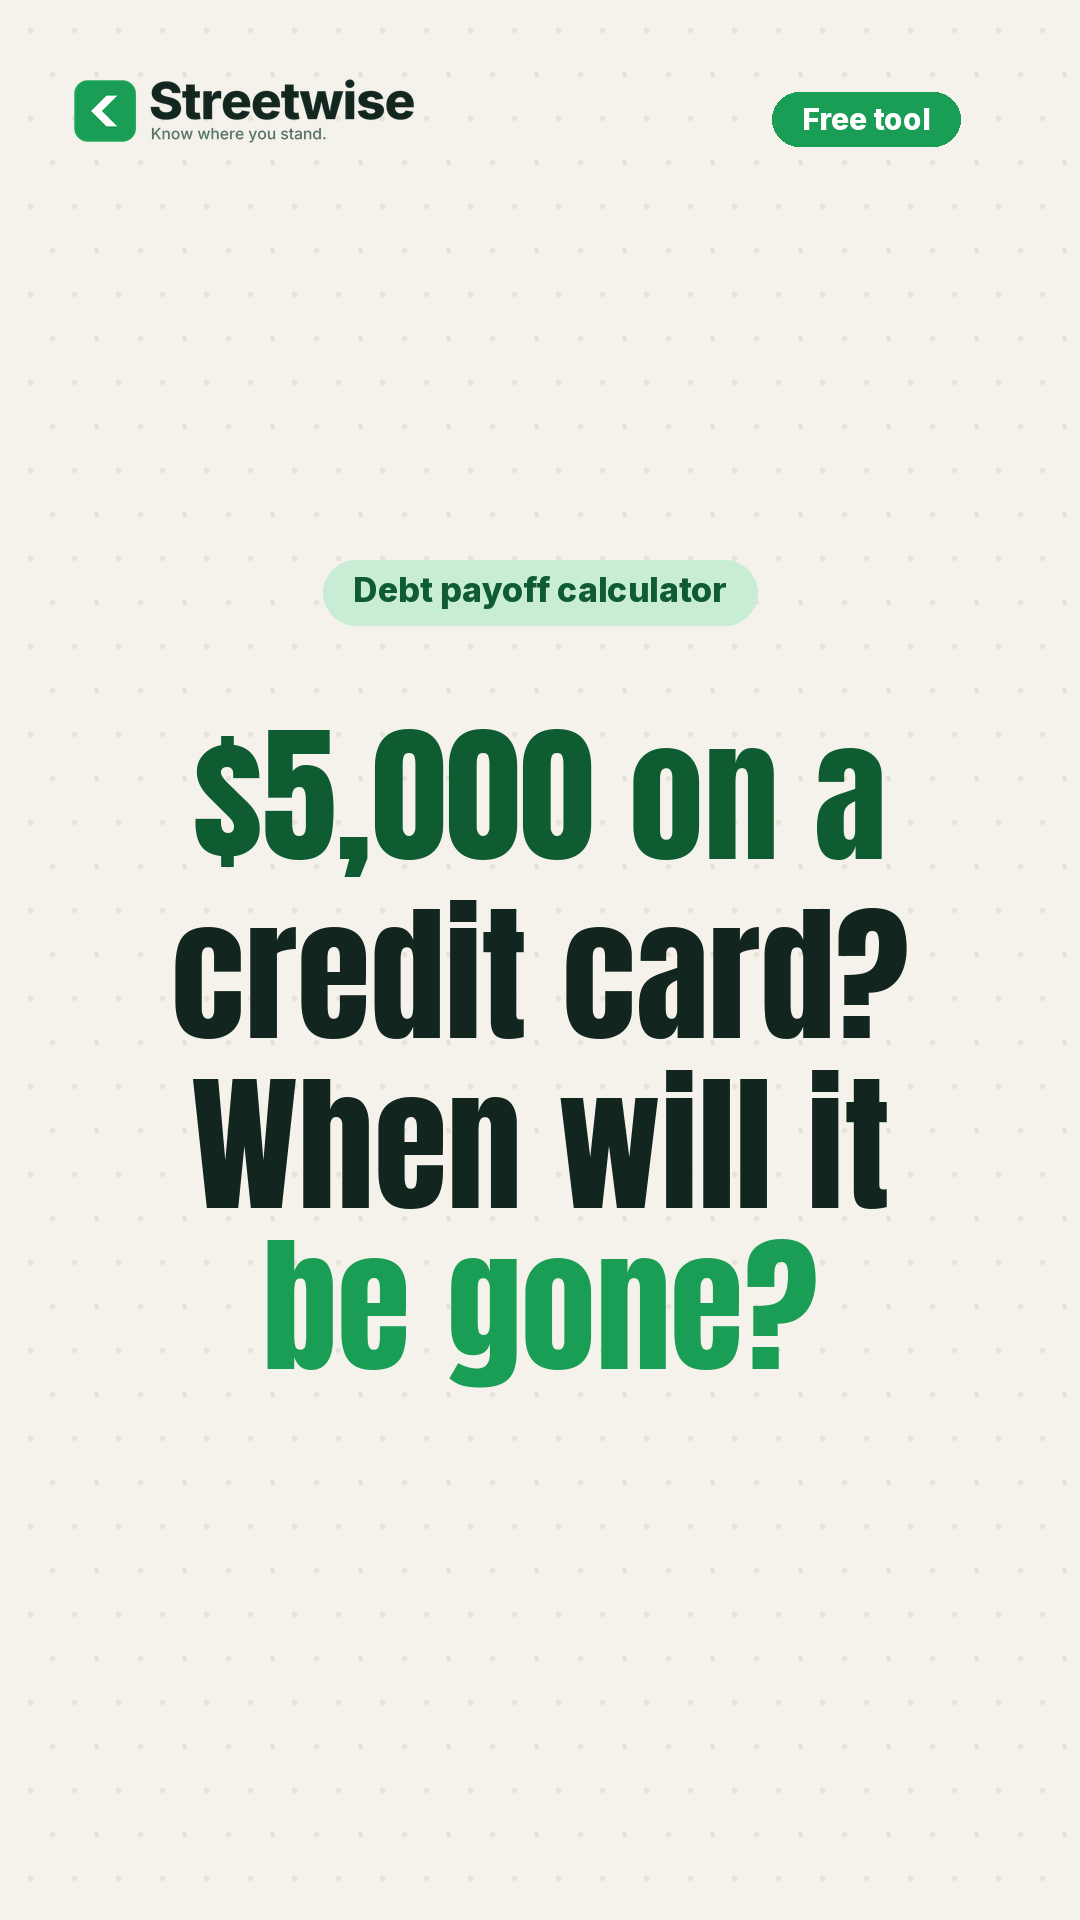 Streetwise
Know where you stand.
Free tool
Debt payoff calculator
$5,000 on a
credit card?
When will it
be gone?